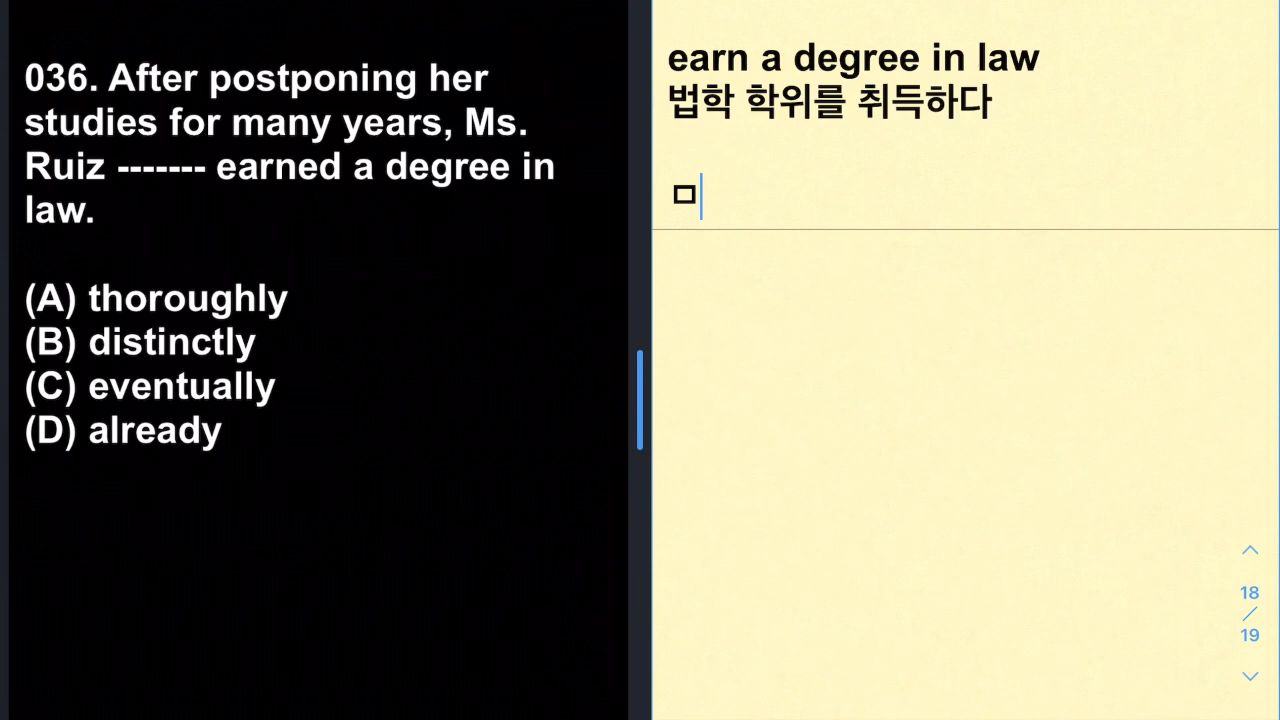 036. After postponing her
studies for many years, Ms.
Ruiz ------- earned a degree in
law.
(A) thoroughly
(B) distinctly
(C) eventually
(D) already
earn a degree in law
법학 학위를 취득하다
ㅁ
18
/
19